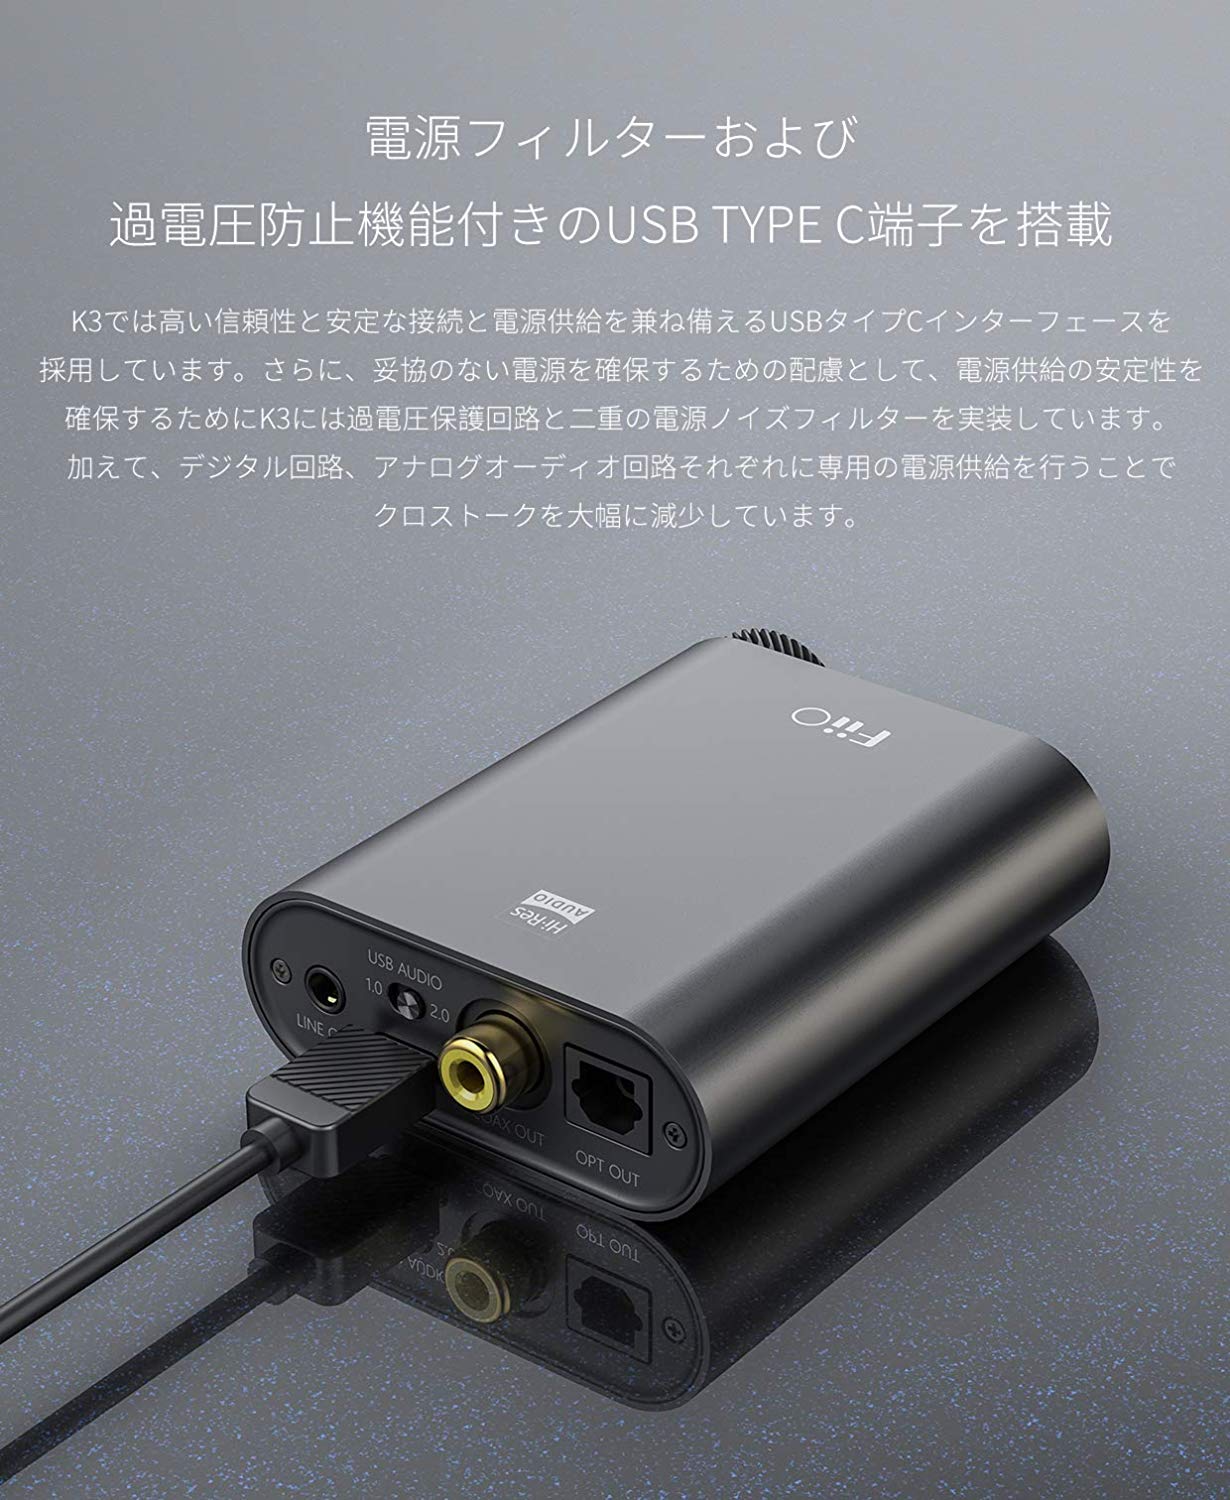 電源フィルターおよび
過電圧防止機能付きのUSB TYPE C端子を搭載
K3では高い信頼性と安定な接続と電源供給を兼ね備えるUSBタイプCインターフェースを
採用しています。さらに、妥協のない電源を確保するための配慮として、電源供給の安定性を
確保するためにK3には過電圧保護回路と二重の電源ノイズフィルターを実装しています。
加えて、デジタル回路、アナログオーディオ回路それぞれに専用の電源供給を行うことで
クロストークを大幅に減少しています。
FiiO
Hi-Res
AUDIO
USB AUDIO
1.0
2.0
LINE
OUT
OPT OUT